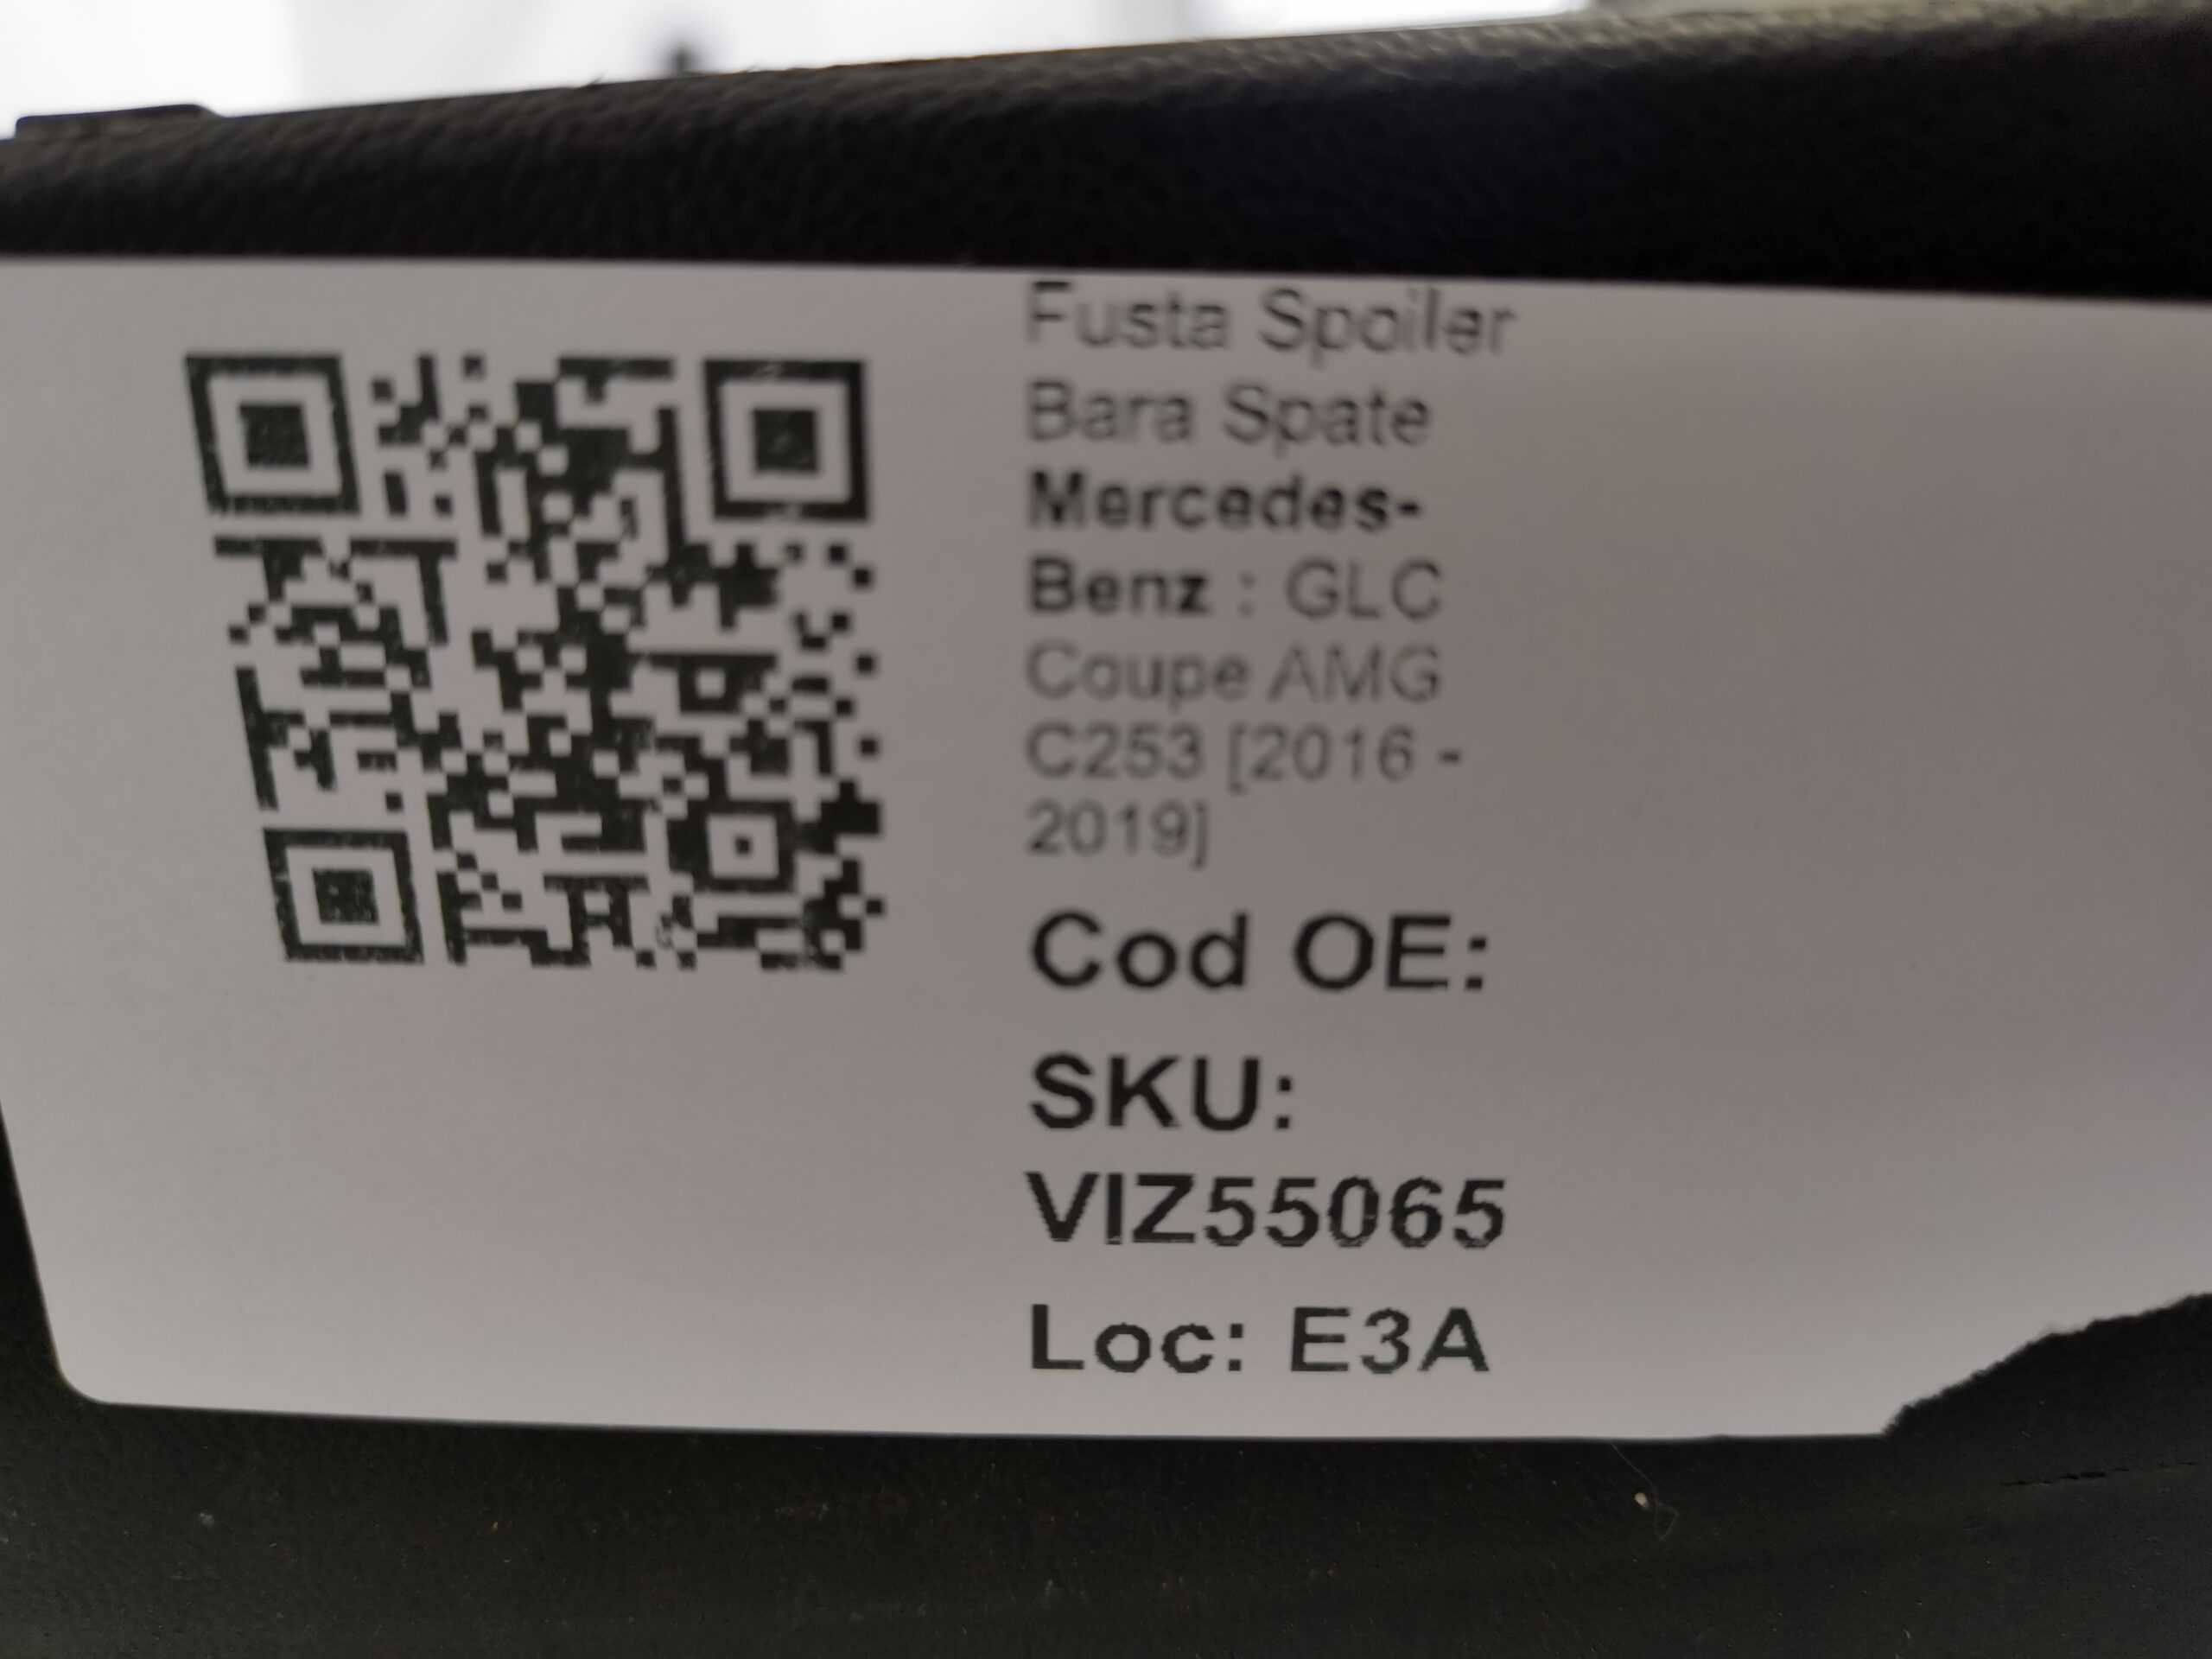 Fusta Spoiler
Bara Spate
Mercedes-
Benz : GLC
Coupe AMG
C253 [2016 -
2019]
Cod OE:
SKU:
VIZ55065
Loc: E3A